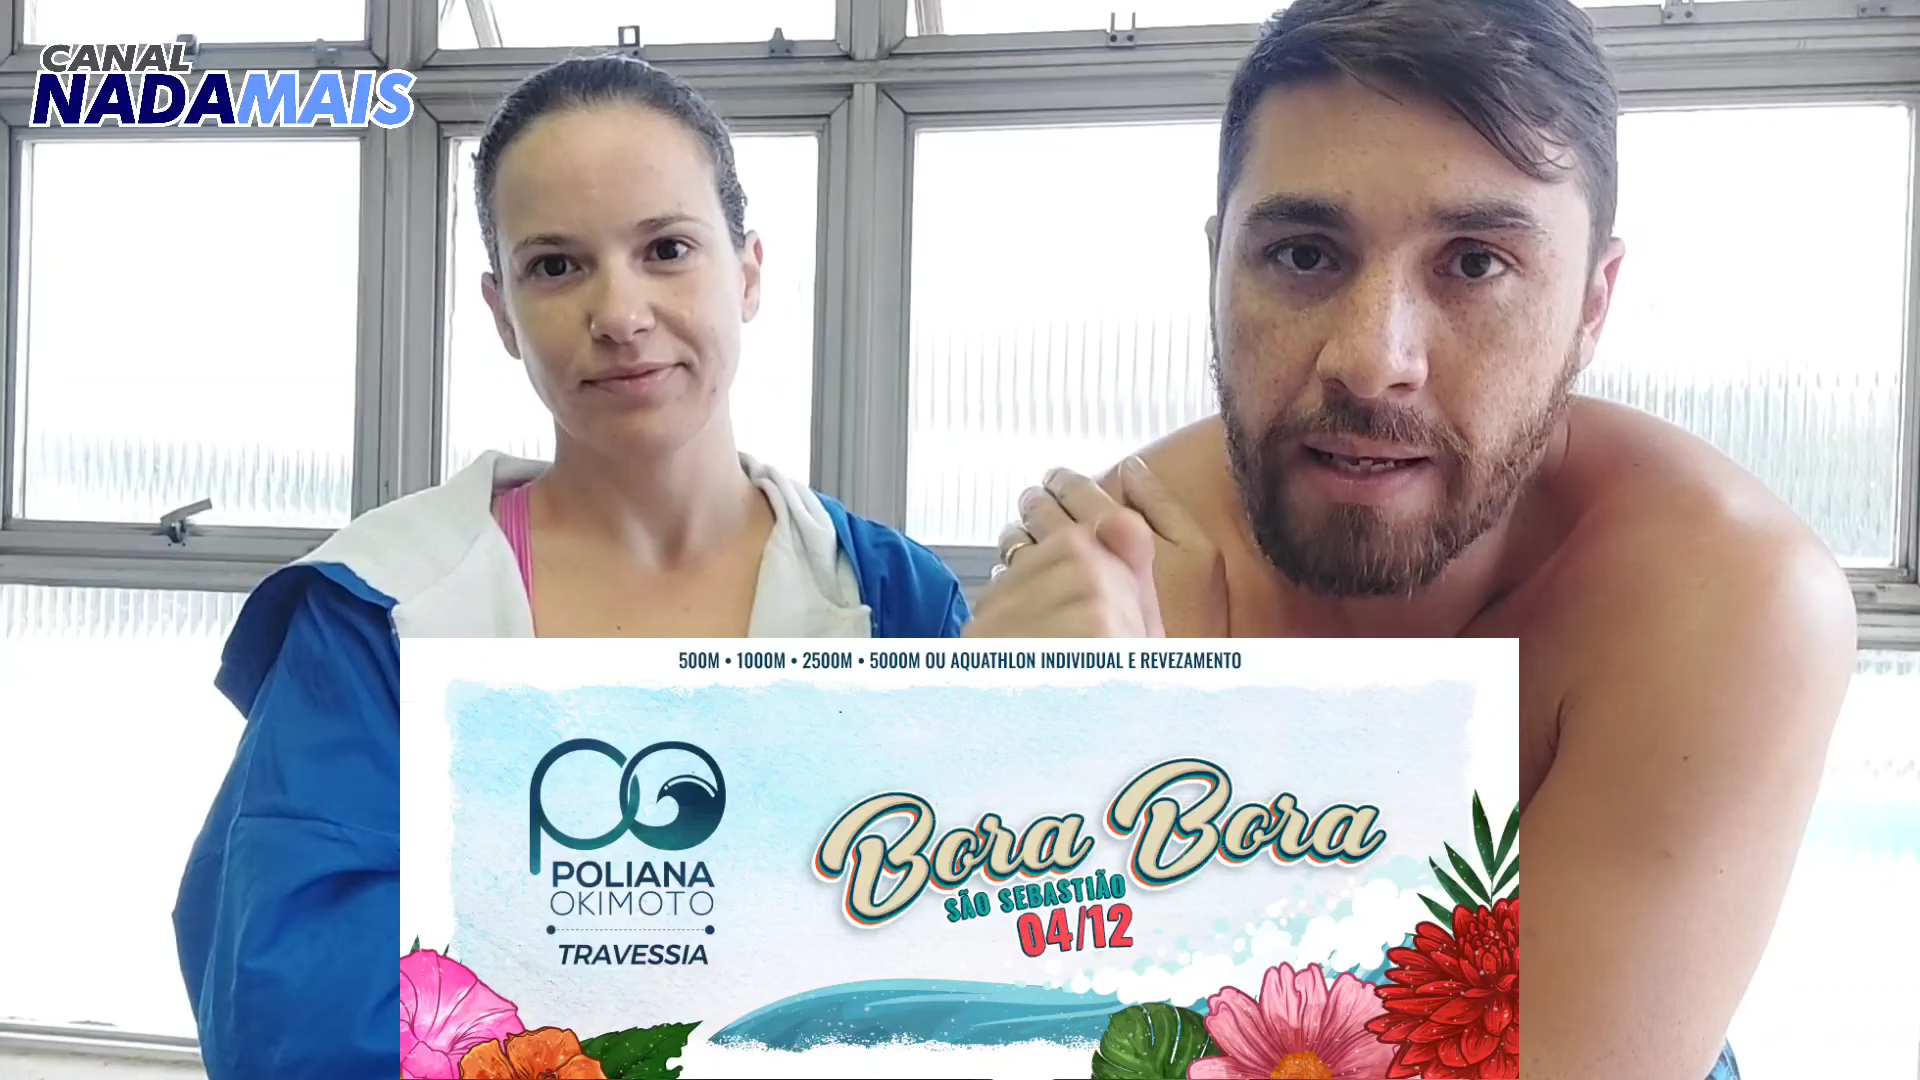 CANAL
NADAMAIS
500M • 1000M • 2500M • 5000M OU AQUATHLON INDIVIDUAL E REVEZAMENTO
PO
POLIANA
OKIMOTO
TRAVESSIA
Bora Bora
SÃO SEBASTIÃO
04/12